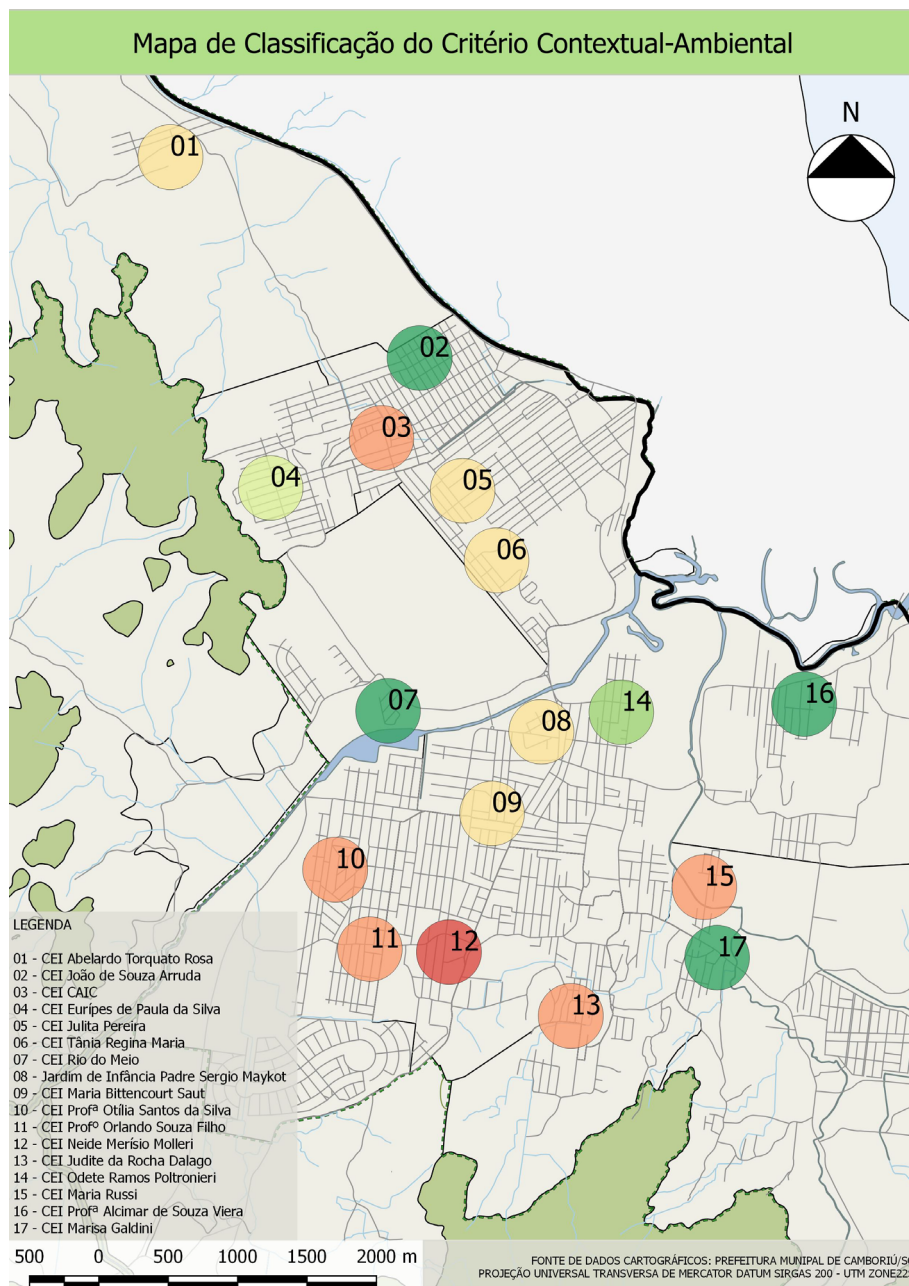 Mapa de Classificação do Critério Contextual-Ambiental
N
01
02
03
04
05
06
07
14
16
08
09
10
15
11
12
17
13
LEGENDA
01 - CEI Abelardo Torquato Rosa
02 - CEI João de Souza Arruda
03 - CEI CAIC
04 - CEI Eurípes de Paula da Silva
05 - CEI Julita Pereira
06 - CEI Tânia Regina Maria
07 - CEI Rio do Meio
08 - Jardim de Infância Padre Sergio Maykot
09 - CEI Maria Bittencourt Saut
10 - CEI Profª Otília Santos da Silva
11 - CEI Profº Orlando Souza Filho
12 - CEI Neide Merísio Molleri
13 - CEI Judite da Rocha Dalago
14 - CEI Odete Ramos Poltronieri
15 - CEI Maria Russi
16 - CEI Profª Alcimar de Souza Viera
17 - CEI Marisa Galdini
500 0 500 1000 1500 2000 m
FONTE DE DADOS CARTOGRÁFICOS: PREFEITURA MUNIPAL DE CAMBORIÚ/S
PROJEÇÃO UNIVERSAL TRANSVERSA DE MERCATOR DATUM SIRGAS 200 - UTM ZONE22